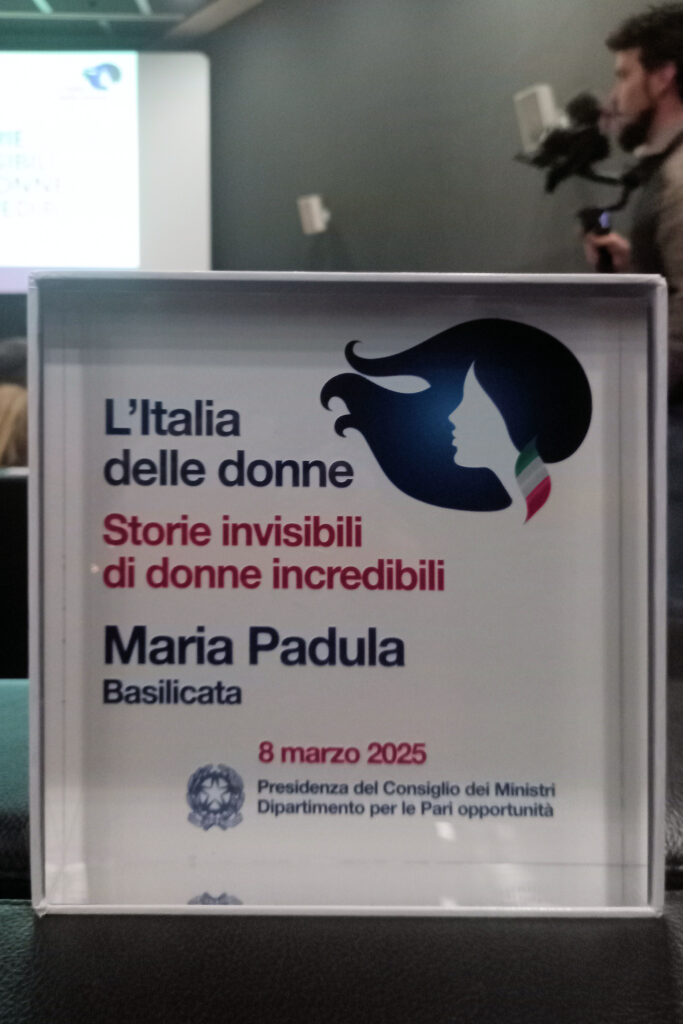 L'Italia
delle donne
Storie invisibili
di donne incredibili
Maria Padula
Basilicata
8 marzo 2025
Presidenza del Consiglio dei Ministri
Dipartimento per le Pari opportunità